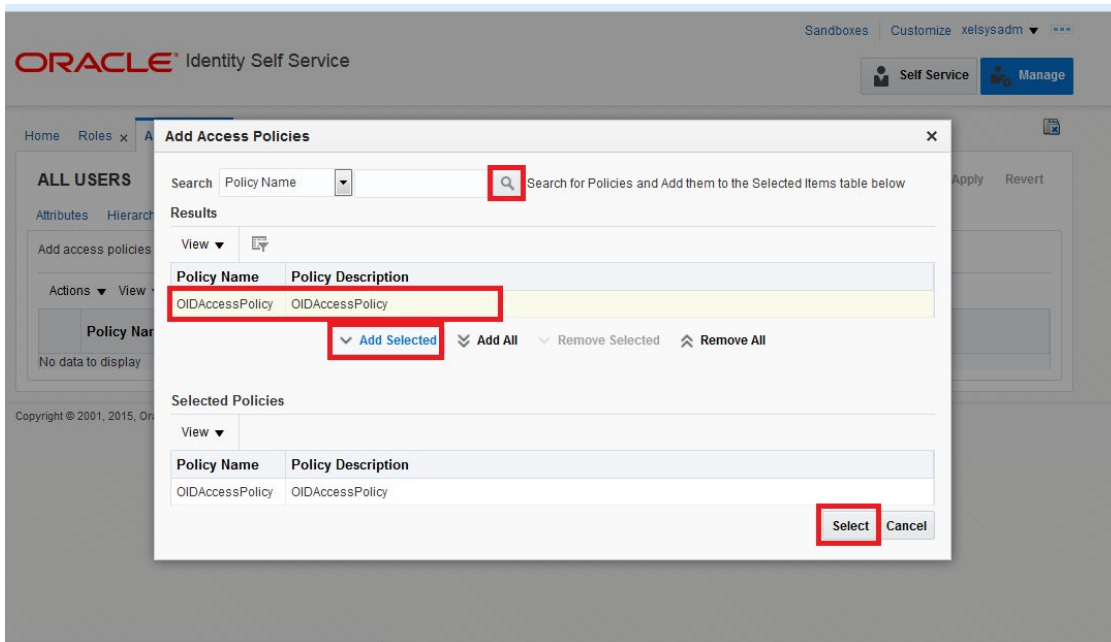 Sandboxes Customize xelsysadm
ORACLE Identity Self Service
Self Service Manage
Home Roles x A
Add Access Policies
ALL USERS
Search Policy Name Search for Policies and Add them to the Selected Items table below
Apply Revert
Attributes Hierarch
Results
Add access policies
View
Actions View
Policy Name Policy Description
OIDAccessPolicy OIDAccessPolicy
Policy Nar
Add Selected Add All Remove Selected Remove All
No data to display
Selected Policies
Copyright © 2001, 2015, Ora
View
Policy Name Policy Description
OIDAccessPolicy OIDAccessPolicy
Select Cancel